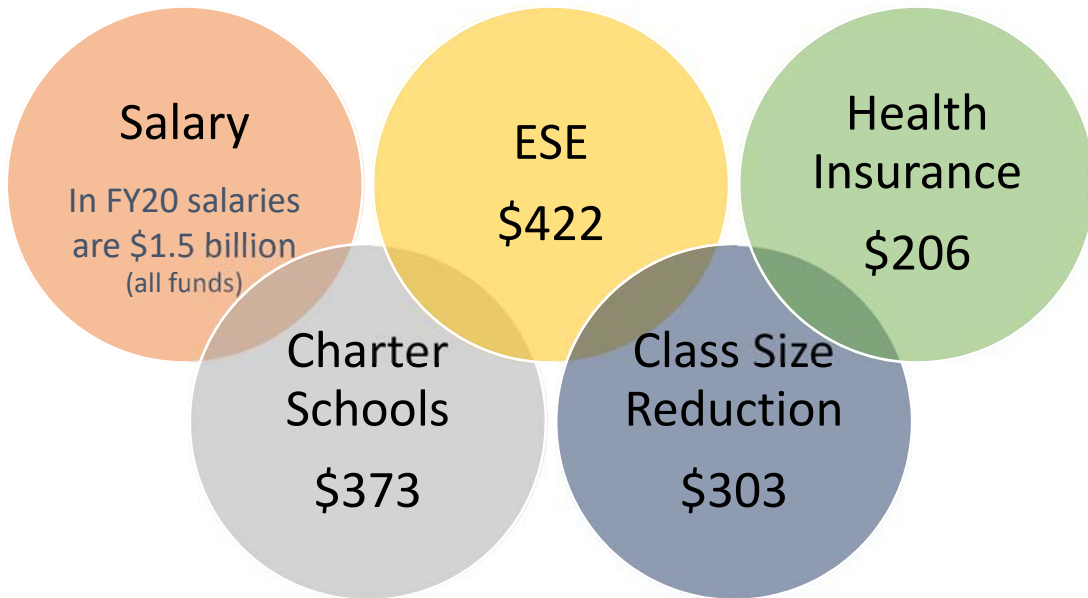 Salary
In FY20 salaries
are $1.5 billion
(all funds)
ESE
$422
Health
Insurance
$206
Charter
Schools
$373
Class Size
Reduction
$303